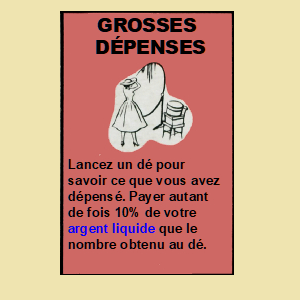 GROSSES
DÉPENSES
Lancez un dé pour
savoir ce que vous avez
dépensé. Payer autant
de fois 10% de votre
argent liquide que le
nombre obtenu au dé.